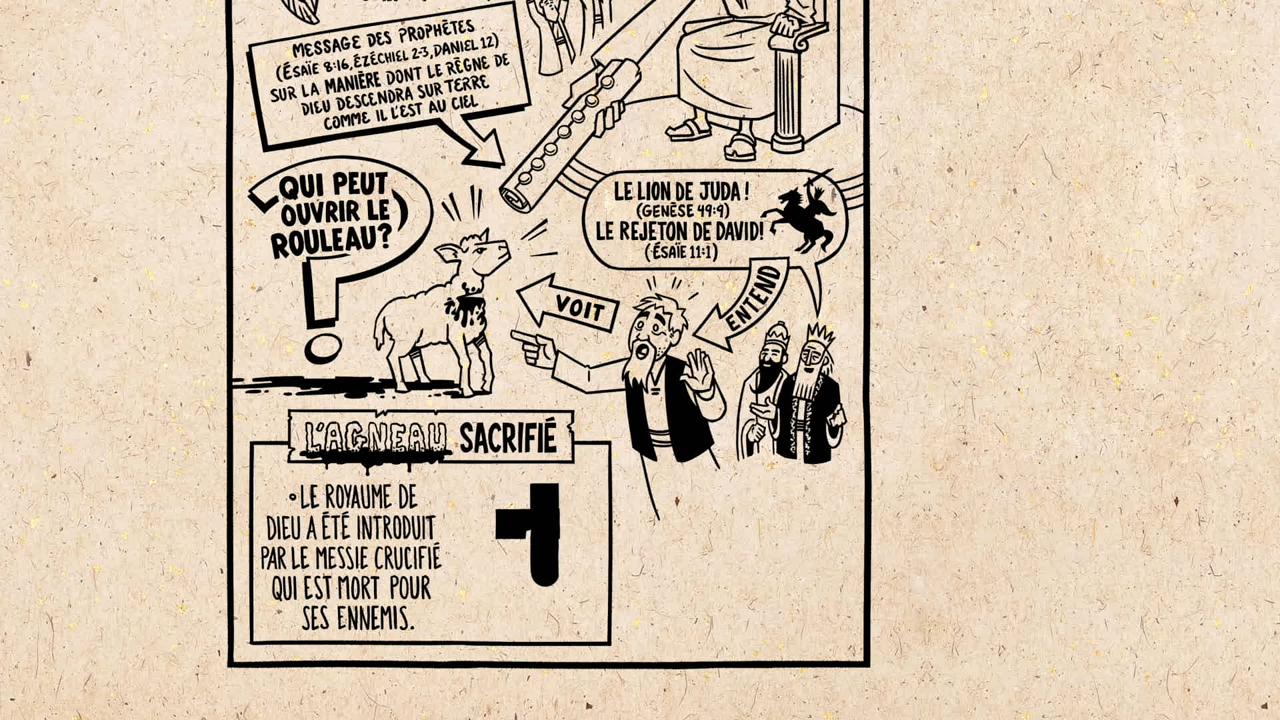 MESSAGE DES PROPHÈTES
(ÉSAÏE 8:16, ÉZÉCHIEL 2-3, DANIEL 12)
SUR LA MANIÈRE DONT LE RÈGNE DE
DIEU DESCENDRA SUR TERRE
COMME IL L'EST AU CIEL
QUI PEUT
OUVRIR LE
ROULEAU?
LE LION DE JUDA!
(GENÈSE 49:9)
LE REJETON DE DAVID!
(ÉSAÏE 11:1)
VOIT
ENTEND
L'AGNEAU SACRIFIÉ
•LE ROYAUME DE
DIEU A ÉTÉ INTRODUIT
PAR LE MESSIE CRUCIFIÉ
QUI EST MORT POUR
SES ENNEMIS.